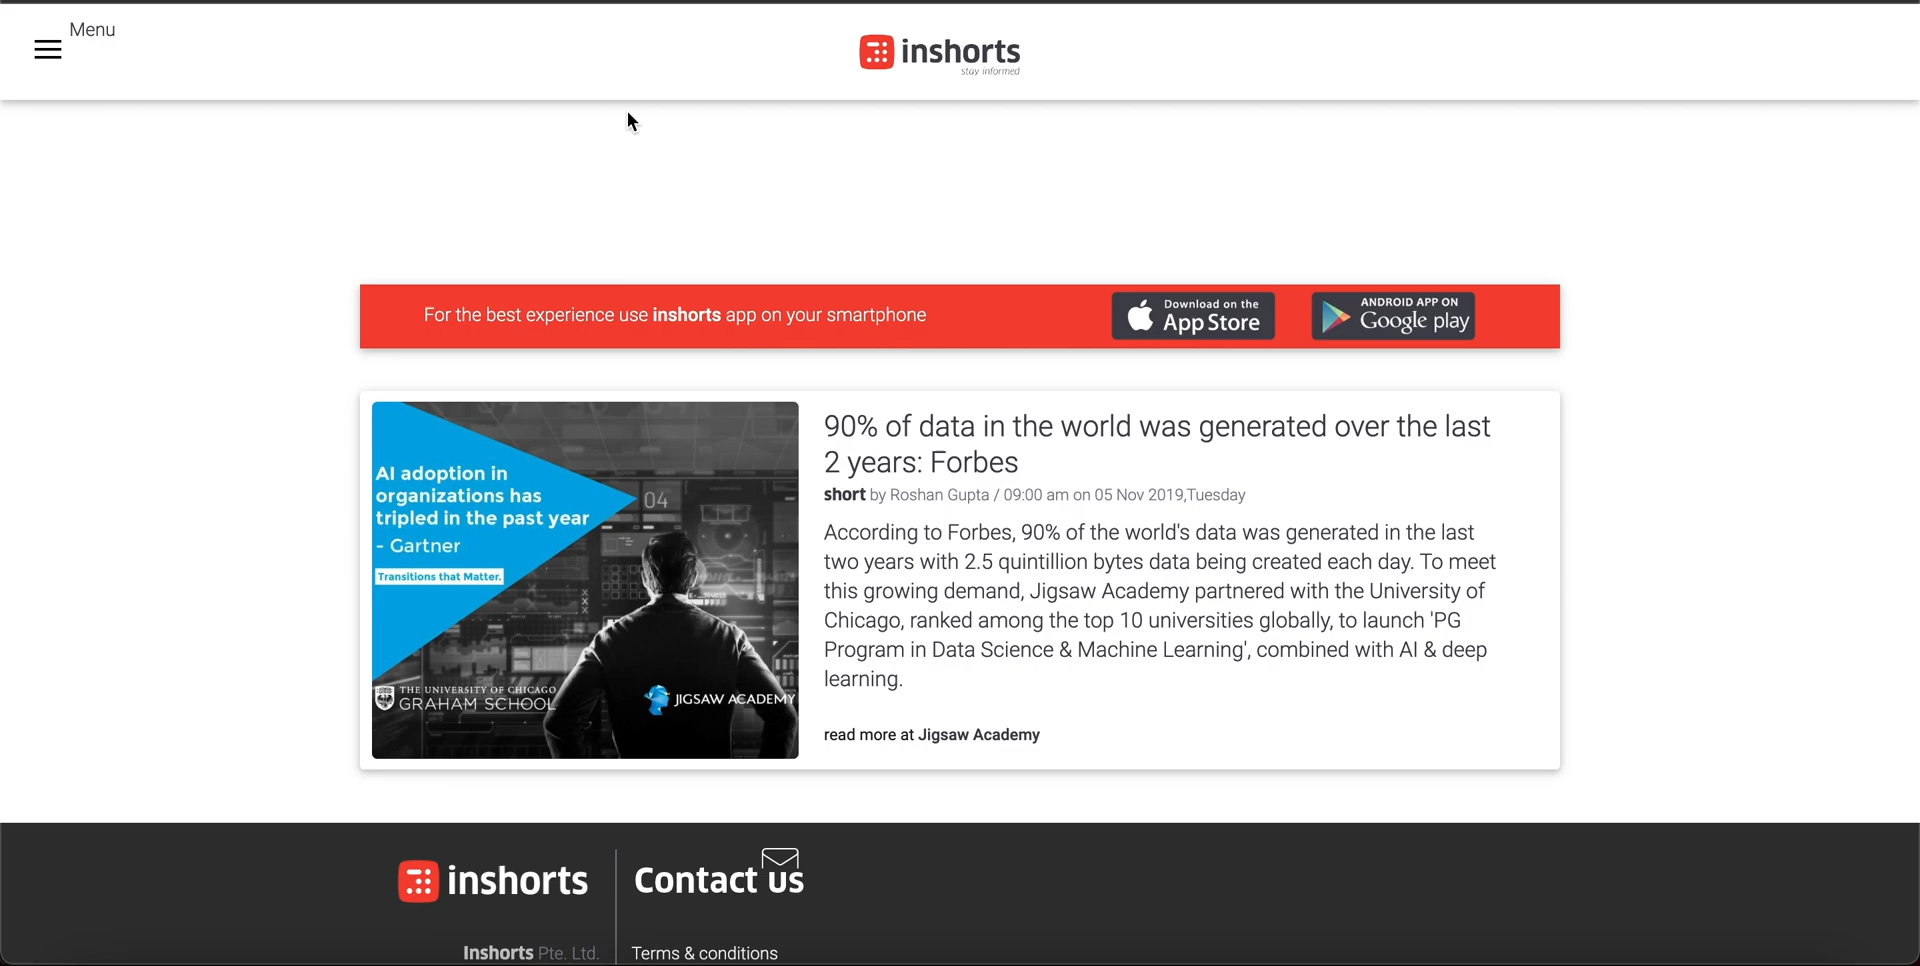 Menu
inshorts
stay informed
For the best experience use inshorts app on your smartphone
Download on the
App Store
ANDROID APP ON
Google play
AI adoption in
organizations has
tripled in the past year
- Gartner
Transitions that Matter.
04
THE UNIVERSITY OF CHICAGO
GRAHAM SCHOOL
JIGSAW ACADEMY
90% of data in the world was generated over the last
2 years: Forbes
short by Roshan Gupta / 09:00 am on 05 Nov 2019,Tuesday
According to Forbes, 90% of the world's data was generated in the last
two years with 2.5 quintillion bytes data being created each day. To meet
this growing demand, Jigsaw Academy partnered with the University of
Chicago, ranked among the top 10 universities globally, to launch 'PG
Program in Data Science & Machine Learning', combined with AI & deep
learning.
read more at Jigsaw Academy
inshorts
Contact us
Inshorts Pte. Ltd.
Terms & conditions